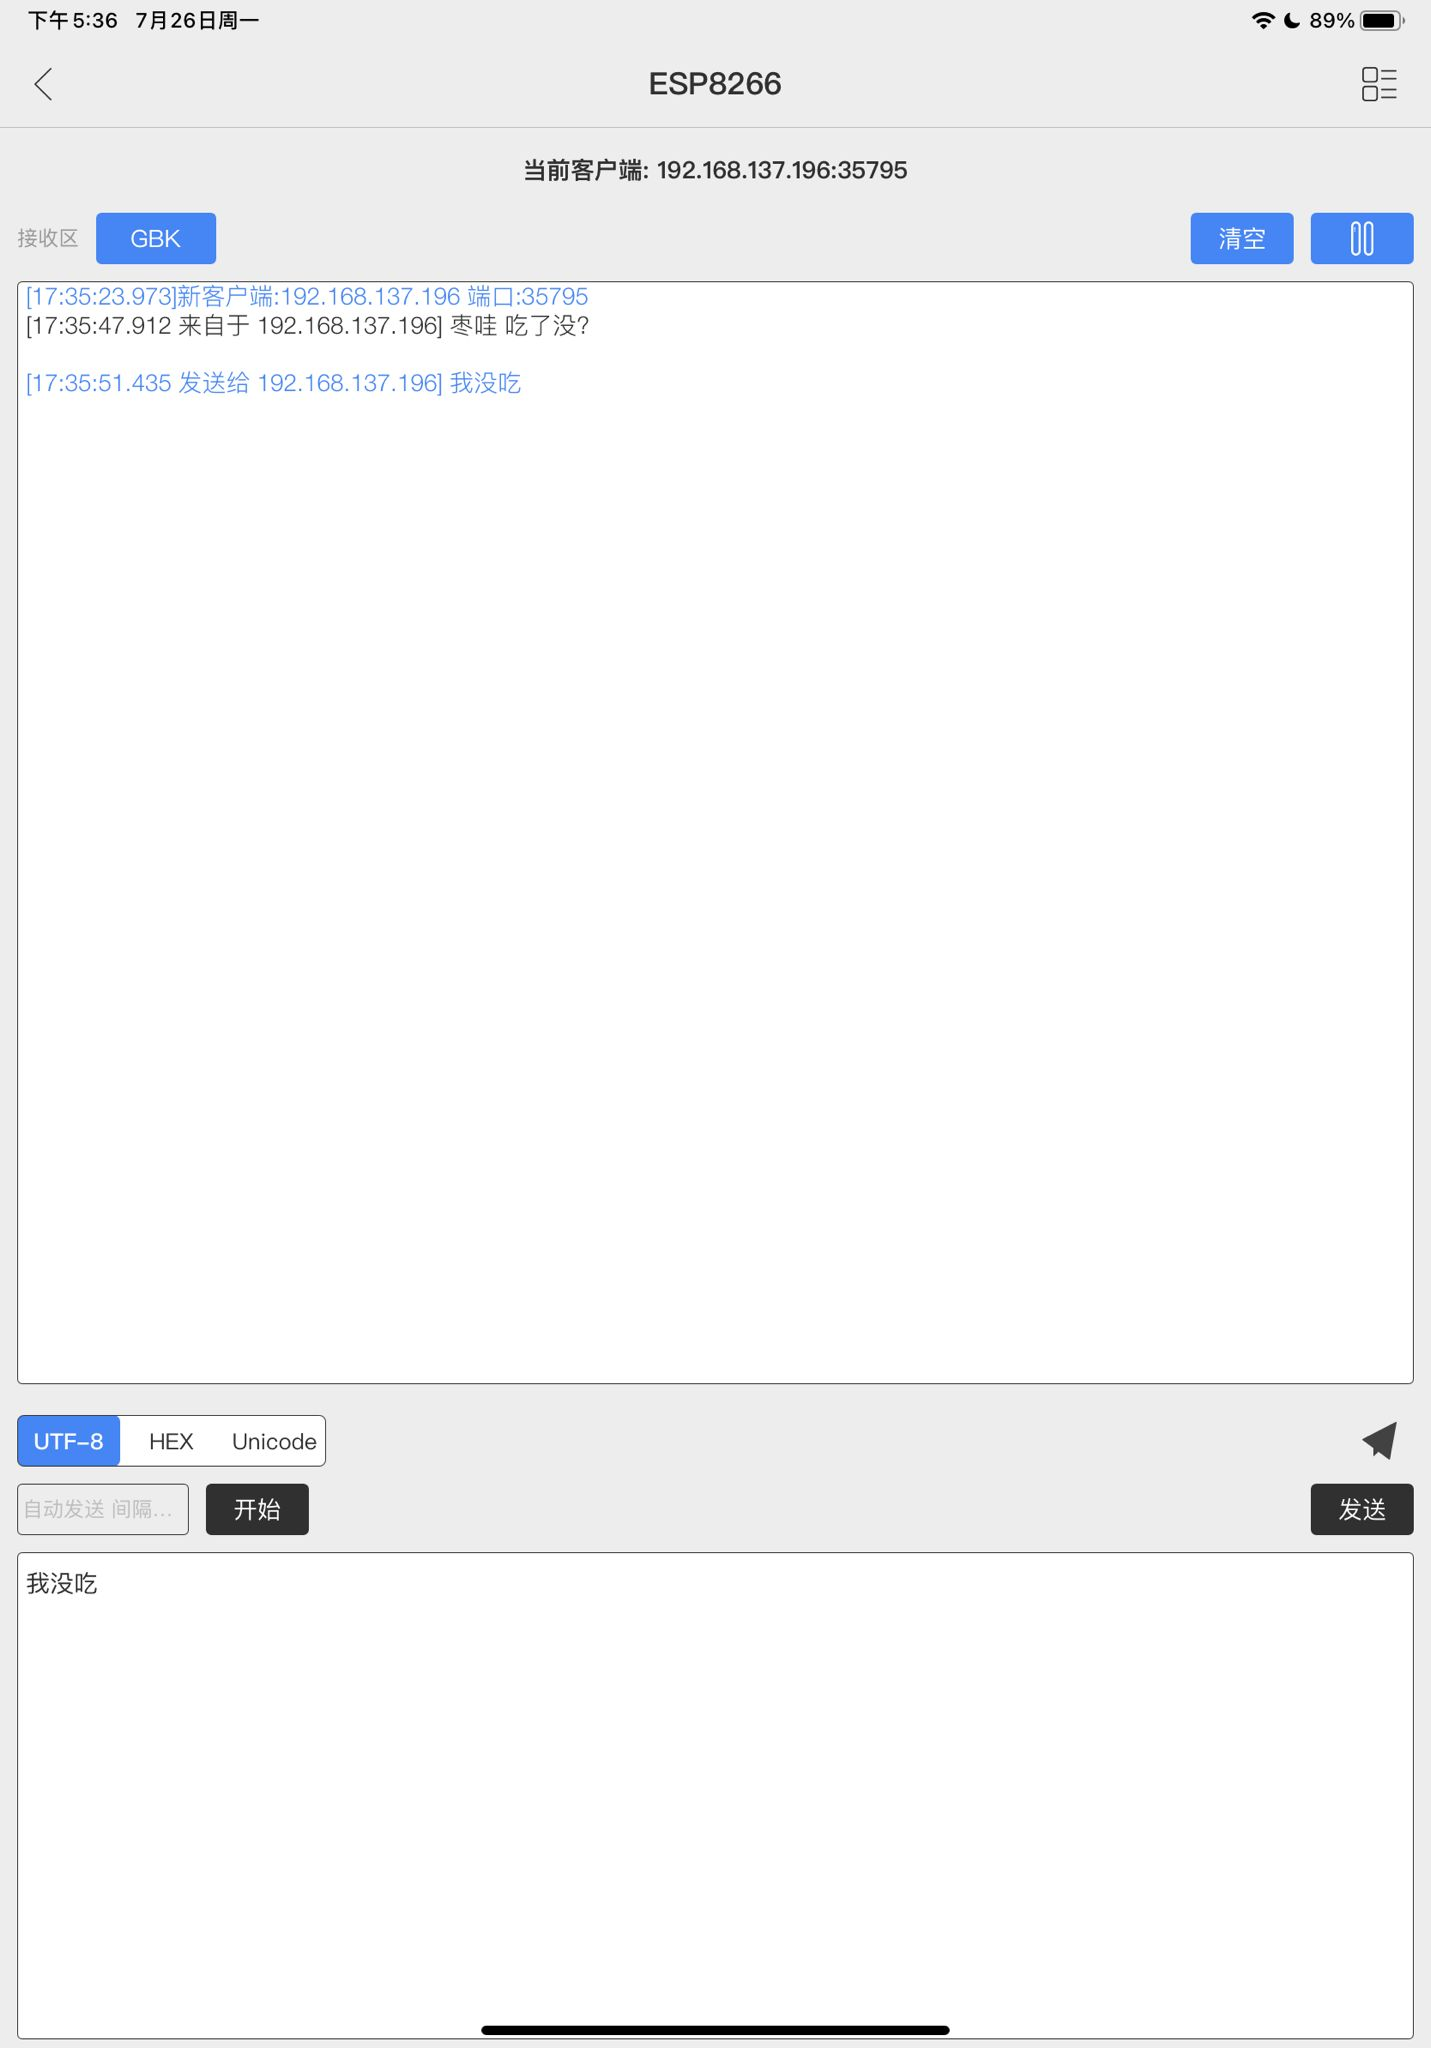 下午5:36 7月26日周一 89%
ESP8266
当前客户端: 192.168.137.196:35795
接收区 GBK 清空
[17:35:23.973]新客户端:192.168.137.196 端口:35795
[17:35:47.912 来自于 192.168.137.196] 枣哇 吃了没?
[17:35:51.435 发送给 192.168.137.196] 我没吃
UTF-8 HEX Unicode
自动发送 间隔... 开始 发送
我没吃